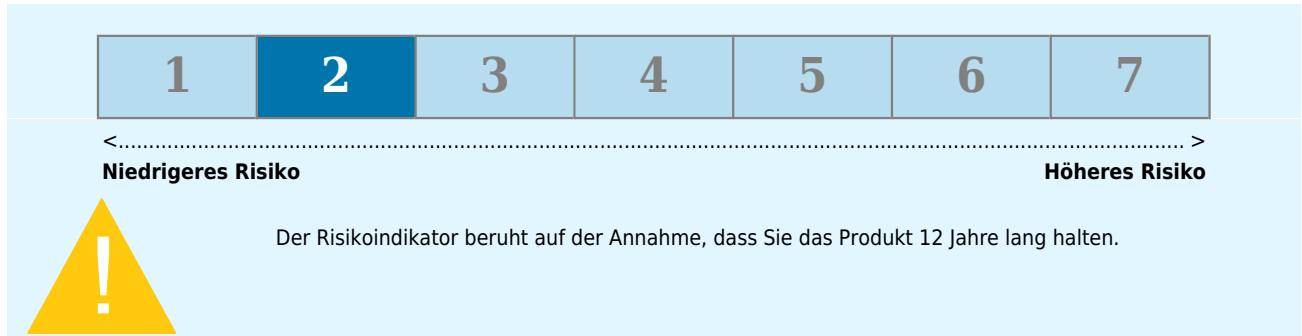 1 2 3 4 5 6 7
<........................................................................................................................................................................................ >
Niedrigeres Risiko Höheres Risiko
!
Der Risikoindikator beruht auf der Annahme, dass Sie das Produkt 12 Jahre lang halten.